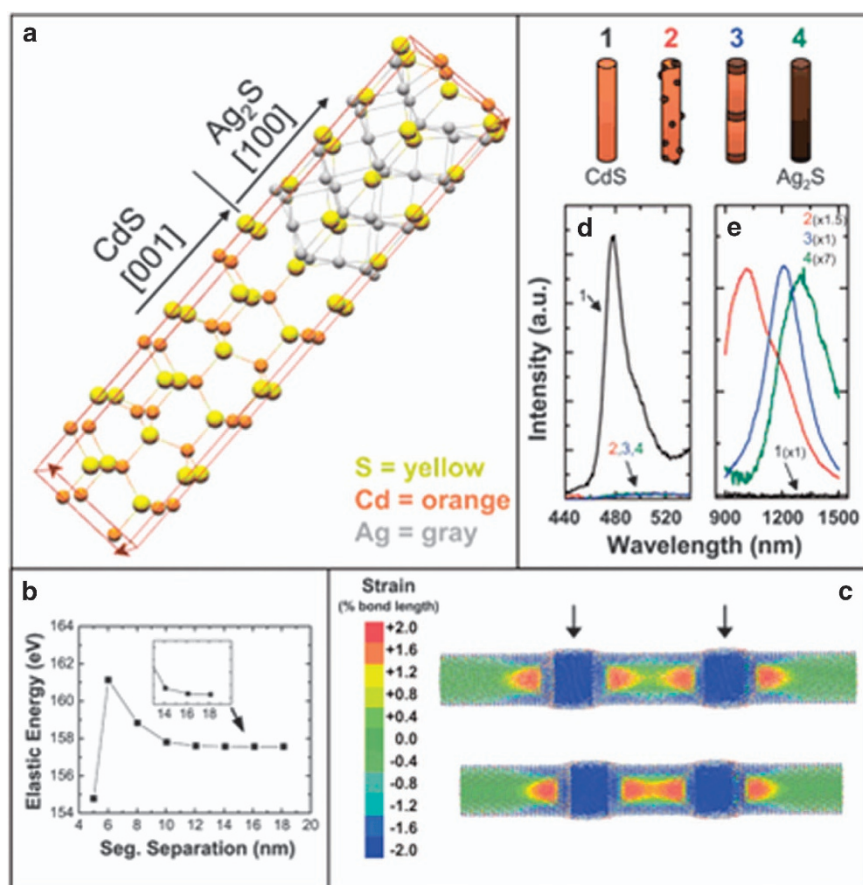 a
Ag2S
[100]
CdS
[001]
S = yellow
Cd = orange
Ag = gray
1 2 3 4
CdS Ag2S
d
1
2,3,4
e
2(x1.5)
3(x1)
4(x7)
1(x1)
Intensity (a.u.)
440 480 520 900 1200 1500
Wavelength (nm)
b
164
162
160
158
156
154
14 16 18
4 6 8 10 12 14 16 18 20
Elastic Energy (eV)
Seg. Separation (nm)
c
Strain
(% bond length)
+2.0
+1.6
+1.2
+0.8
+0.4
0.0
-0.4
-0.8
-1.2
-1.6
-2.0